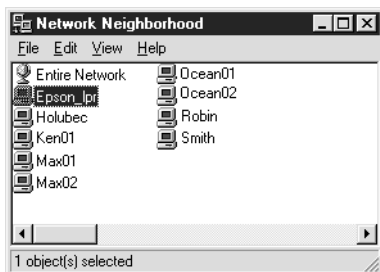 Network Neighborhood
File Edit View Help
Entire Network
Epson_lpr
Holubec
Ken01
Max01
Max02
Ocean01
Ocean02
Robin
Smith
1 object(s) selected